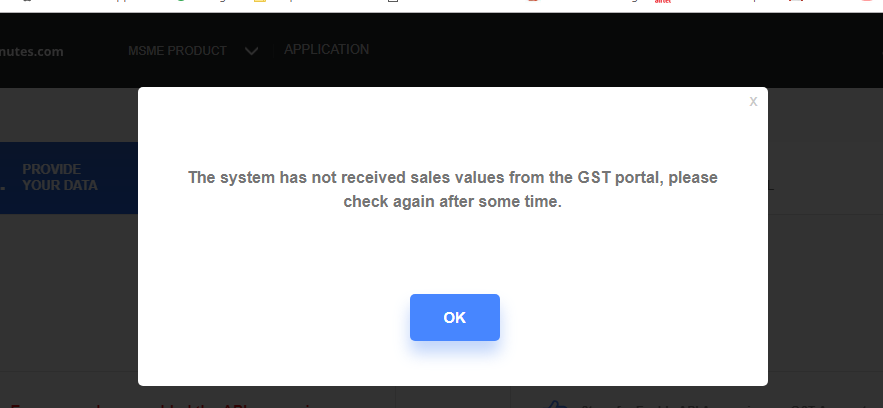 nutes.com
MSME PRODUCT
APPLICATION
X
PROVIDE
YOUR DATA
The system has not received sales values from the GST portal, please
check again after some time.
OK